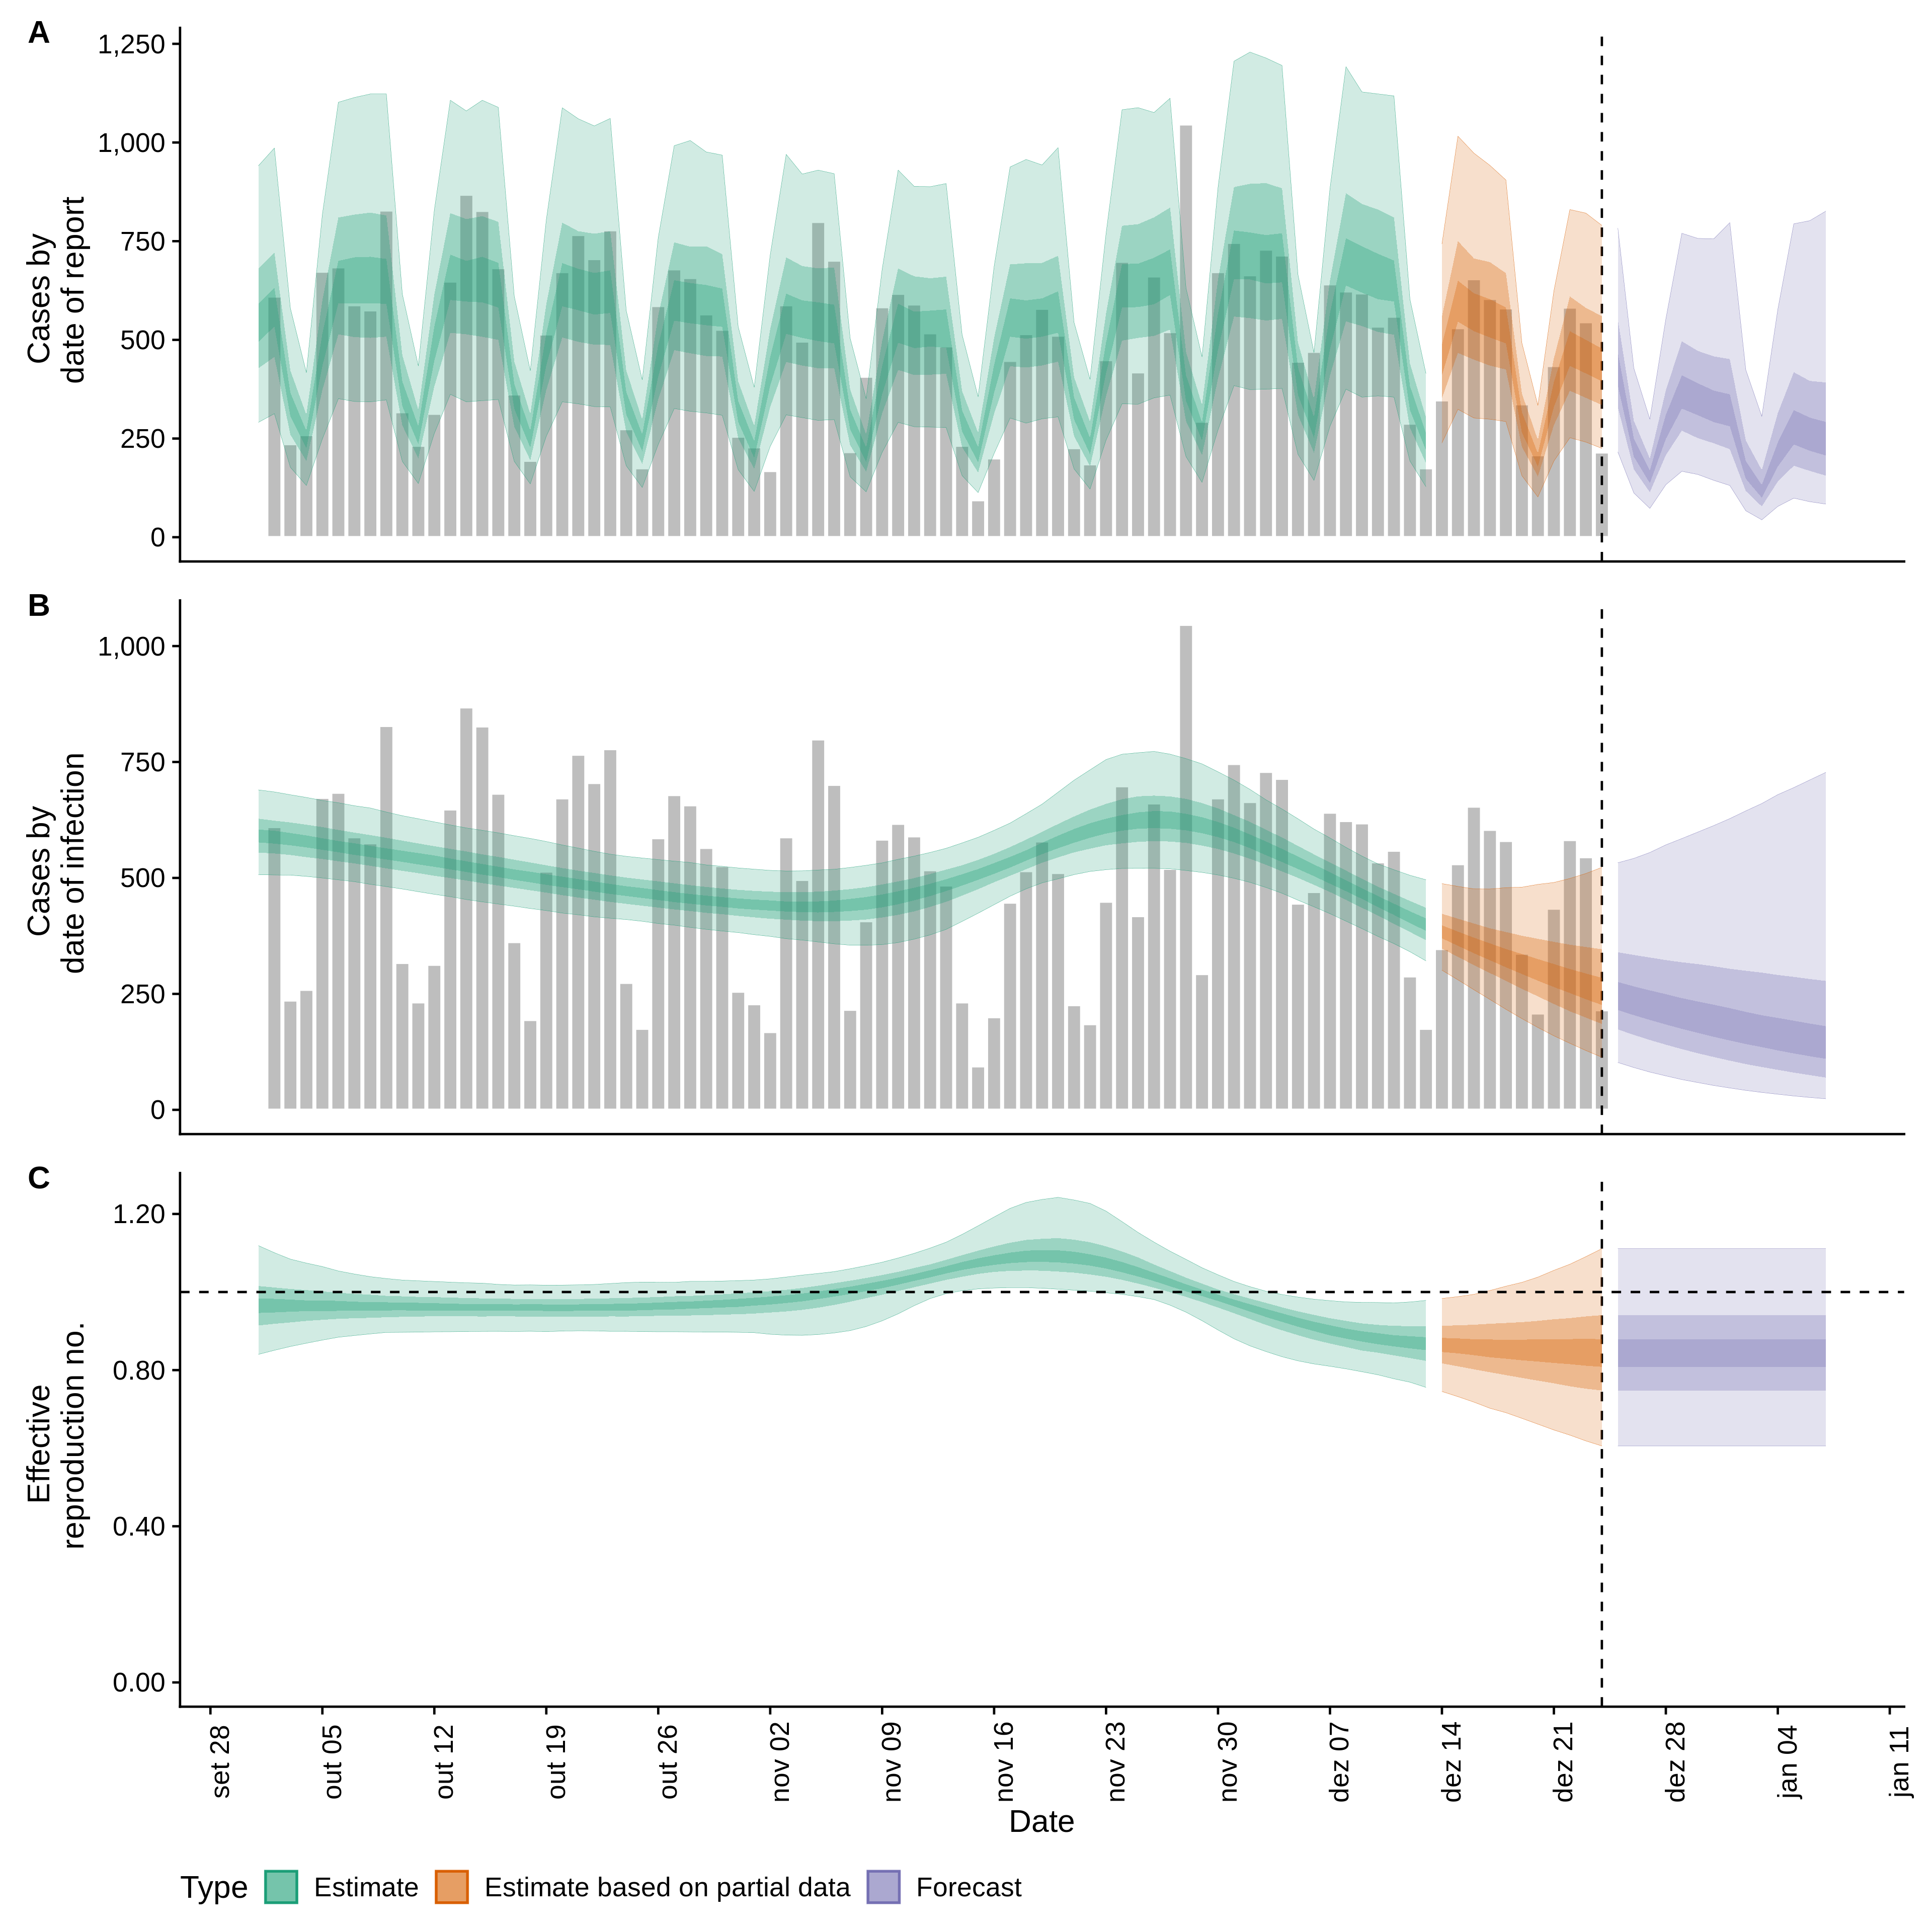 A
1,250
1,000
750
500
250
0
Cases by
date of report
B
1,000
750
500
250
0
Cases by
date of infection
C
1.20
0.80
0.40
0.00
Effective
reproduction no.
set 28
out 05
out 12
out 19
out 26
nov 02
nov 09
nov 16
nov 23
nov 30
dez 07
dez 14
dez 21
dez 28
jan 04
jan 11
Date
Type Estimate Estimate based on partial data Forecast